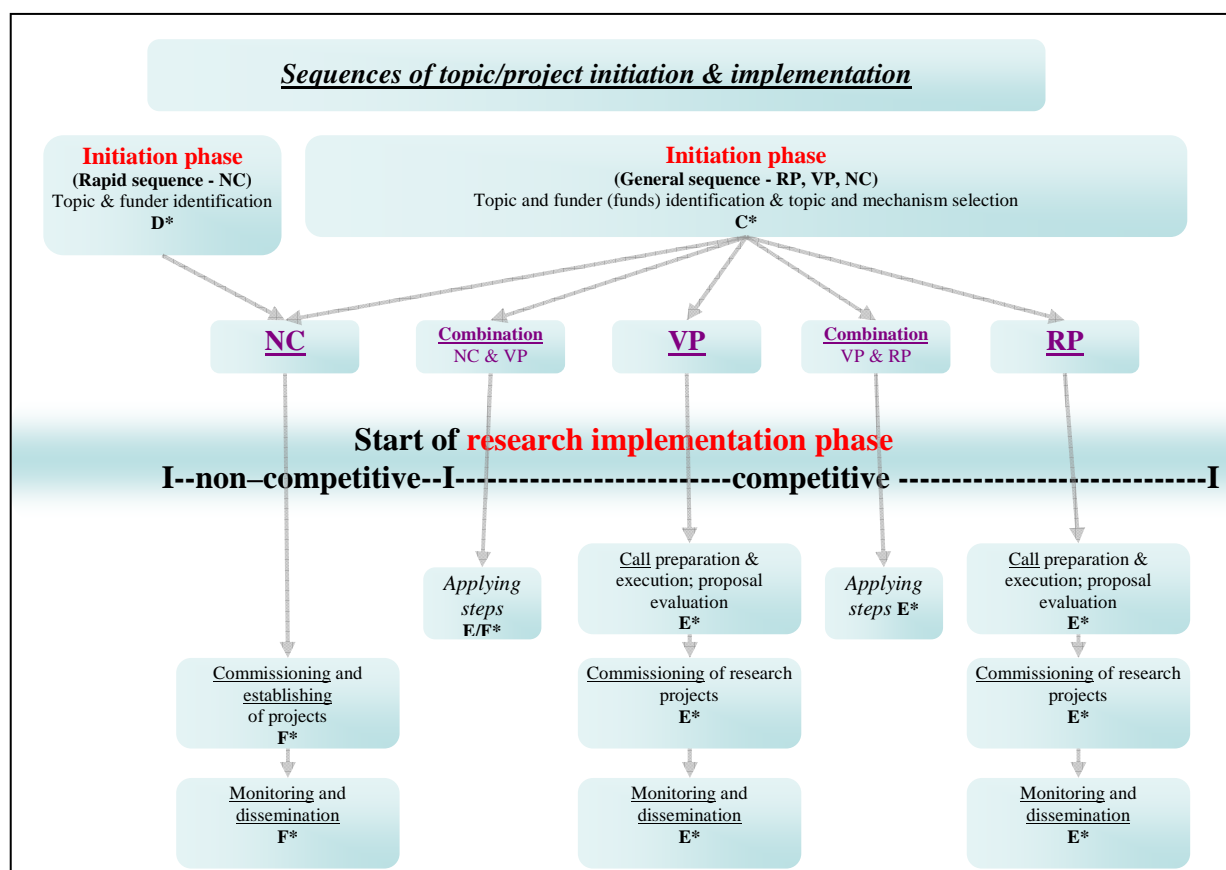 Sequences of topic/project initiation & implementation
Initiation phase
(Rapid sequence - NC)
Topic & funder identification
D*
Initiation phase
(General sequence - RP, VP, NC)
Topic and funder (funds) identification & topic and mechanism selection
C*
NC
Combination
NC & VP
VP
Combination
VP & RP
RP
Start of research implementation phase
I--non–competitive--I--------------------------competitive ----------------------------I
Applying
steps
E/F*
Call preparation &
execution; proposal
evaluation
E*
Applying
steps E*
Call preparation &
execution; proposal
evaluation
E*
Commissioning and
establishing
of projects
F*
Commissioning of research
projects
E*
Commissioning of research
projects
E*
Monitoring and
dissemination
F*
Monitoring and
dissemination
E*
Monitoring and
dissemination
E*